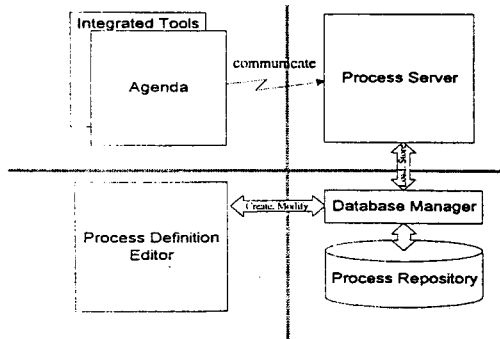 Integrated Tools
Agenda
communicate
Process Server
Create, Modify
Database Manager
Process Definition
Editor
Process Repository